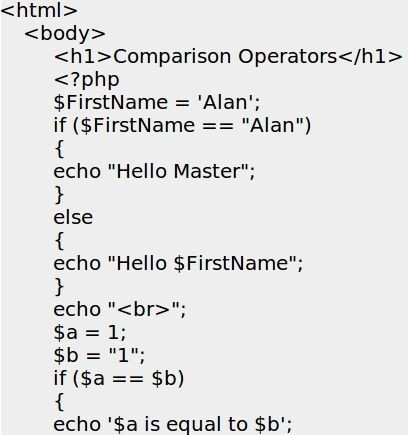 <html>
<body>
<h1>Comparison Operators</h1>
<?php
$FirstName = 'Alan';
if ($FirstName == "Alan")
{
echo "Hello Master";
}
else
{
echo "Hello $FirstName";
}
echo "<br>";
$a = 1;
$b = "1";
if ($a == $b)
{
echo '$a is equal to $b';